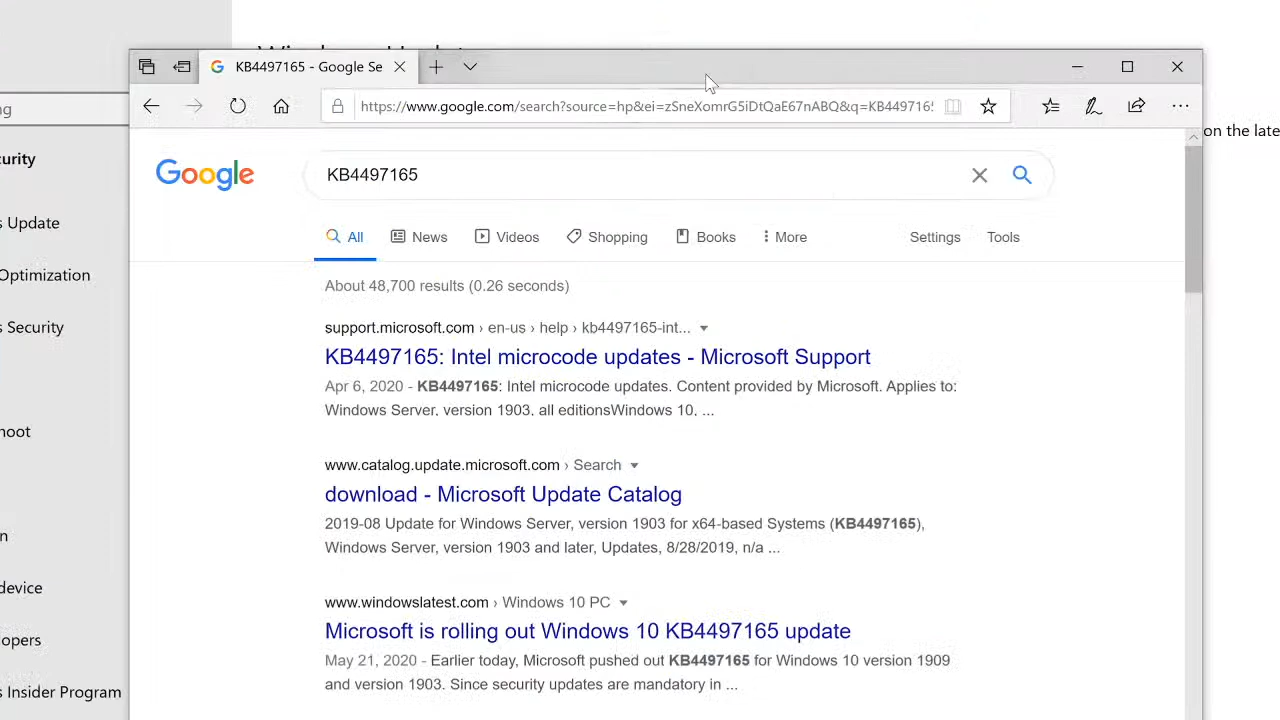 KB4497165 - Google Se
https://www.google.com/search?source=hp&ei=zSneXomrG5iDtQaE67nABQ&q=KB4497165
on the late
ng
curity
s Update
Optimization
s Security
hoot
n
device
lopers
s Insider Program
Google
KB4497165
All
News
Videos
Shopping
Books
More
Settings
Tools
About 48,700 results (0.26 seconds)
support.microsoft.com › en-us › help › kb4497165-int...
KB4497165: Intel microcode updates - Microsoft Support
Apr 6, 2020 - KB4497165: Intel microcode updates. Content provided by Microsoft. Applies to:
Windows Server, version 1903, all editionsWindows 10, ...
www.catalog.update.microsoft.com › Search
download - Microsoft Update Catalog
2019-08 Update for Windows Server, version 1903 for x64-based Systems (KB4497165),
Windows Server, version 1903 and later, Updates, 8/28/2019, n/a ...
www.windowslatest.com › Windows 10 PC
Microsoft is rolling out Windows 10 KB4497165 update
May 21, 2020 - Earlier today, Microsoft pushed out KB4497165 for Windows 10 version 1909
and version 1903. Since security updates are mandatory in ...